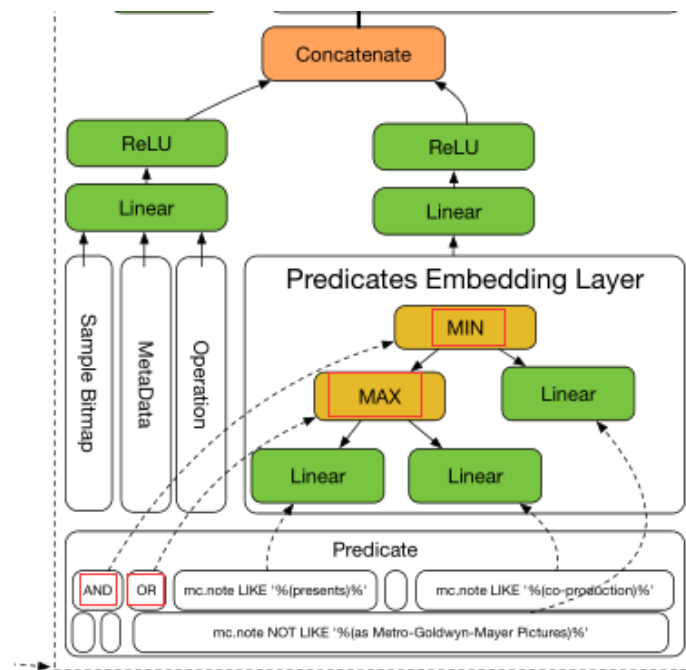 Concatenate
ReLU
ReLU
Linear
Linear
Sample Bitmap
MetaData
Operation
Predicates Embedding Layer
MIN
MAX
Linear
Linear
Linear
Predicate
AND OR mc.note LIKE '%(presents)%' mc.note LIKE '%(co-production)%'
mc.note NOT LIKE '%(as Metro-Goldwyn-Mayer Pictures)%'